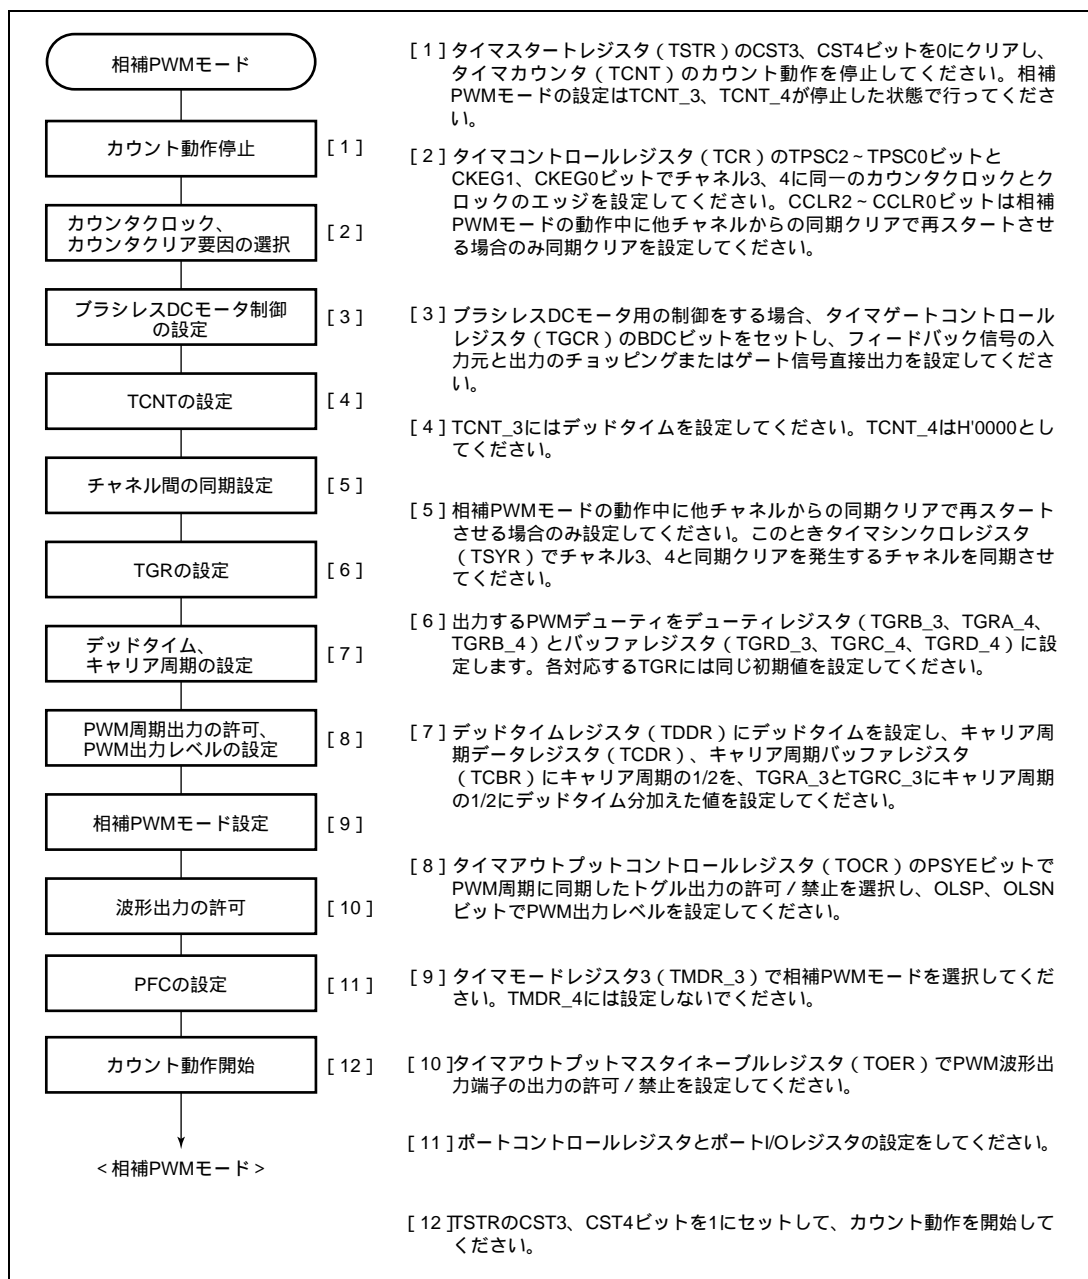 相補PWMモード
カウント動作停止
[ 1 ]
カウンタクロック、
カウンタクリア要因の選択
[ 2 ]
ブラシレスDCモータ制御
の設定
[ 3 ]
TCNTの設定
[ 4 ]
チャネル間の同期設定
[ 5 ]
TGRの設定
[ 6 ]
デッドタイム、
キャリア周期の設定
[ 7 ]
PWM周期出力の許可、
PWM出力レベルの設定
[ 8 ]
相補PWMモード設定
[ 9 ]
波形出力の許可
[ 10 ]
PFCの設定
[ 11 ]
カウント動作開始
[ 12 ]
<相補PWMモード>
[ 1 ] タイマスタートレジスタ(TSTR)のCST3、CST4ビットを0にクリアし、
タイマカウンタ(TCNT)のカウント動作を停止してください。相補
PWMモードの設定はTCNT_3、TCNT_4が停止した状態で行ってくださ
い。
[ 2 ] タイマコントロールレジスタ(TCR)のTPSC2~TPSC0ビットと
CKEG1、CKEG0ビットでチャネル3、4に同一のカウンタクロックとク
ロックのエッジを設定してください。CCLR2~CCLR0ビットは相補
PWMモードの動作中に他チャネルからの同期クリアで再スタートさせ
る場合のみ同期クリアを設定してください。
[ 3 ] ブラシレスDCモータ用の制御をする場合、タイマゲートコントロール
レジスタ(TGCR)のBDCビットをセットし、フィードバック信号の入
力元と出力のチョッピングまたはゲート信号直接出力を設定してくださ
い。
[ 4 ] TCNT_3にはデッドタイムを設定してください。TCNT_4はH'0000とし
てください。
[ 5 ] 相補PWMモードの動作中に他チャネルからの同期クリアで再スタート
させる場合のみ設定してください。このときタイマシンクロレジスタ
(TSYR)でチャネル3、4と同期クリアを発生するチャネルを同期させ
てください。
[ 6 ] 出力するPWMデューティをデューティレジスタ(TGRB_3、TGRA_4、
TGRB_4)とバッファレジスタ(TGRD_3、TGRC_4、TGRD_4)に設
定します。各対応するTGRには同じ初期値を設定してください。
[ 7 ] デッドタイムレジスタ(TDDR)にデッドタイムを設定し、キャリア周
期データレジスタ(TCDR)、キャリア周期バッファレジスタ
(TCBR)にキャリア周期の1/2を、TGRA_3とTGRC_3にキャリア周期
の1/2にデッドタイム分加えた値を設定してください。
[ 8 ] タイマアウトプットコントロールレジスタ(TOCR)のPSYEビットで
PWM周期に同期したトグル出力の許可/禁止を選択し、OLSP、OLSN
ビットでPWM出力レベルを設定してください。
[ 9 ] タイマモードレジスタ3(TMDR_3)で相補PWMモードを選択してくだ
さい。TMDR_4には設定しないでください。
[ 10 ]タイマアウトプットマスタイネーブルレジスタ(TOER)でPWM波形出
力端子の出力の許可/禁止を設定してください。
[ 11 ] ポートコントロールレジスタとポートI/Oレジスタの設定をしてください。
[ 12 ]TSTRのCST3、CST4ビットを1にセットして、カウント動作を開始して
ください。